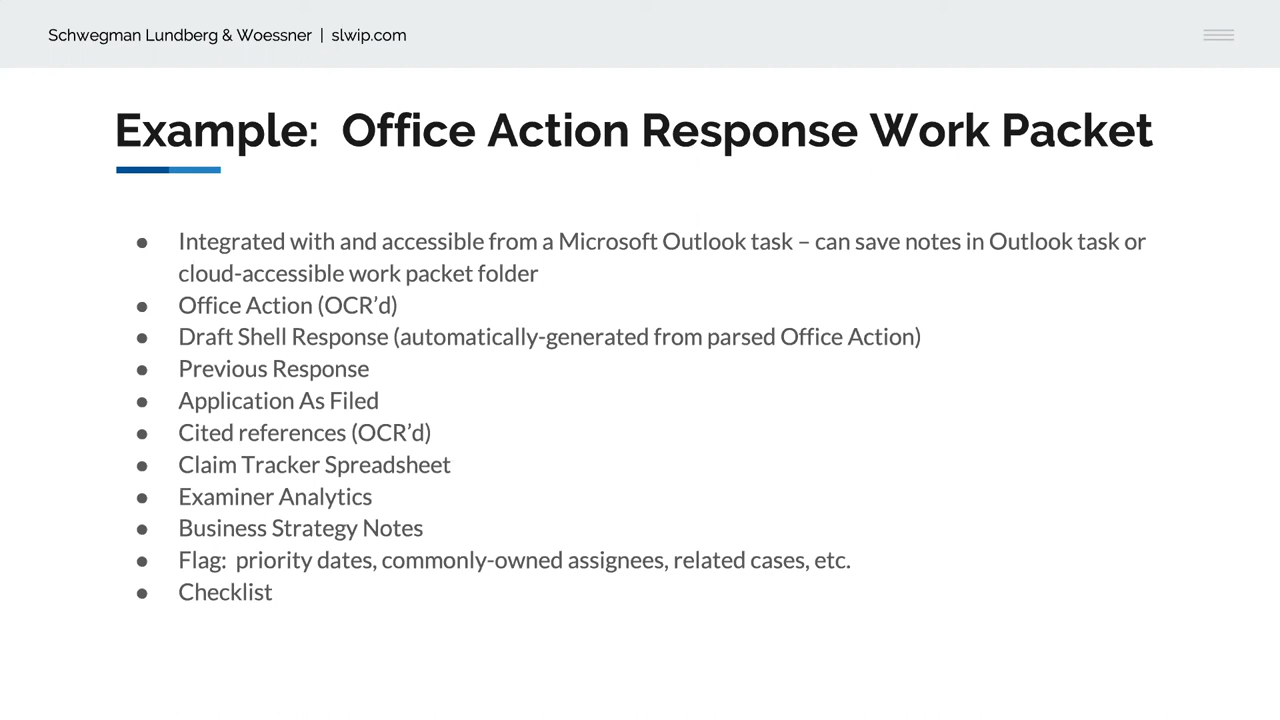 Schwegman Lundberg & Woessner | slwip.com
Example:  Office Action Response Work Packet
● Integrated with and accessible from a Microsoft Outlook task – can save notes in Outlook task or
cloud-accessible work packet folder
● Office Action (OCR’d)
● Draft Shell Response (automatically-generated from parsed Office Action)
● Previous Response
● Application As Filed
● Cited references (OCR’d)
● Claim Tracker Spreadsheet
● Examiner Analytics
● Business Strategy Notes
● Flag:  priority dates, commonly-owned assignees, related cases, etc.
● Checklist